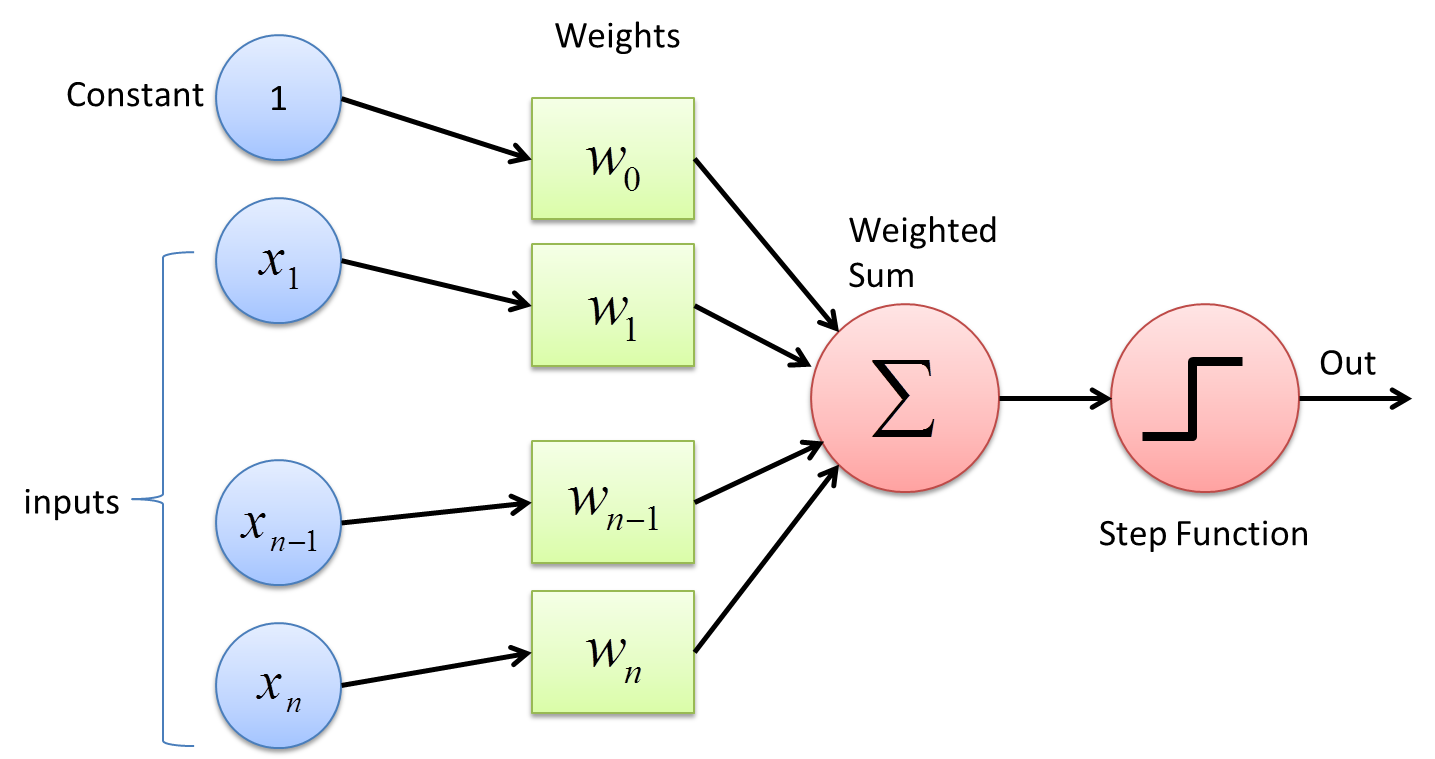 Weights
Constant
1
w₀
x₁
w₁
Weighted
Sum
∑
Out
inputs
xₙ₋₁
wₙ₋₁
Step Function
xₙ
wₙ